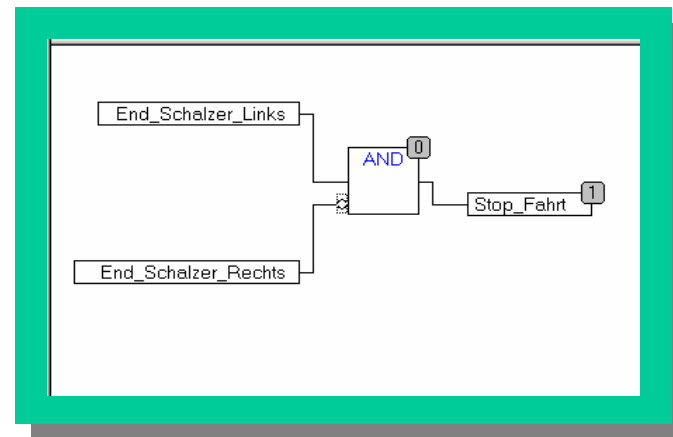 End_Schalzer_Links
AND
0
Stop_Fahrt
1
End_Schalzer_Rechts